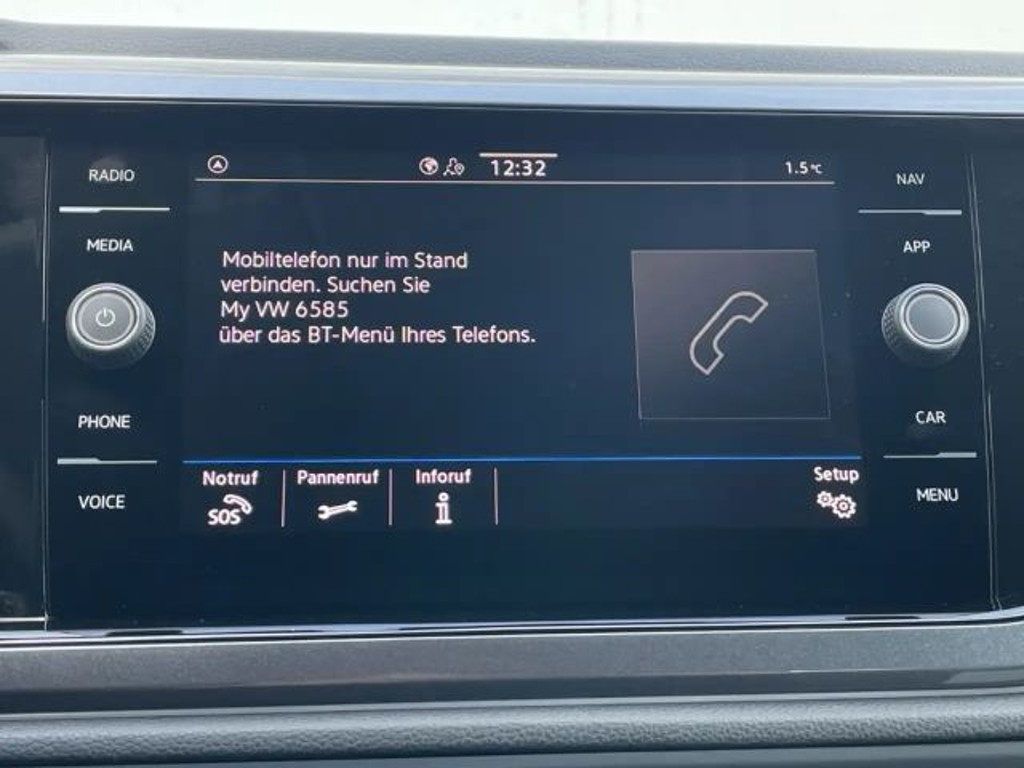 RADIO
MEDIA
PHONE
VOICE
12:32
1.5°C
Mobiltelefon nur im Stand
verbinden. Suchen Sie
My VW 6585
über das BT-Menü Ihres Telefons.
Notruf
SOS
Pannenruf
Inforuf
i
Setup
NAV
APP
CAR
MENU